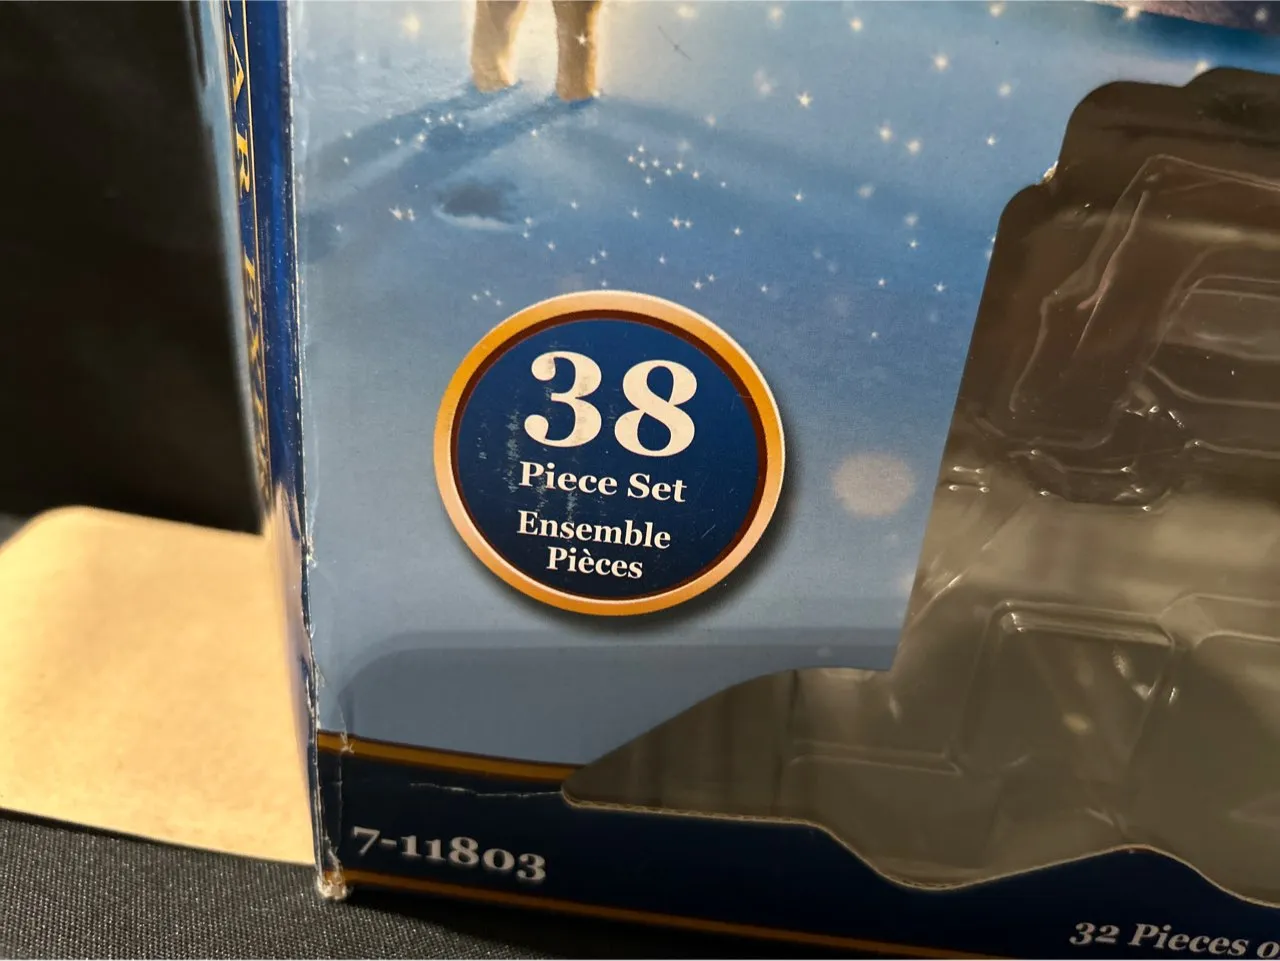 38
Piece Set
Ensemble
Pièces
7-11803
32 Pieces